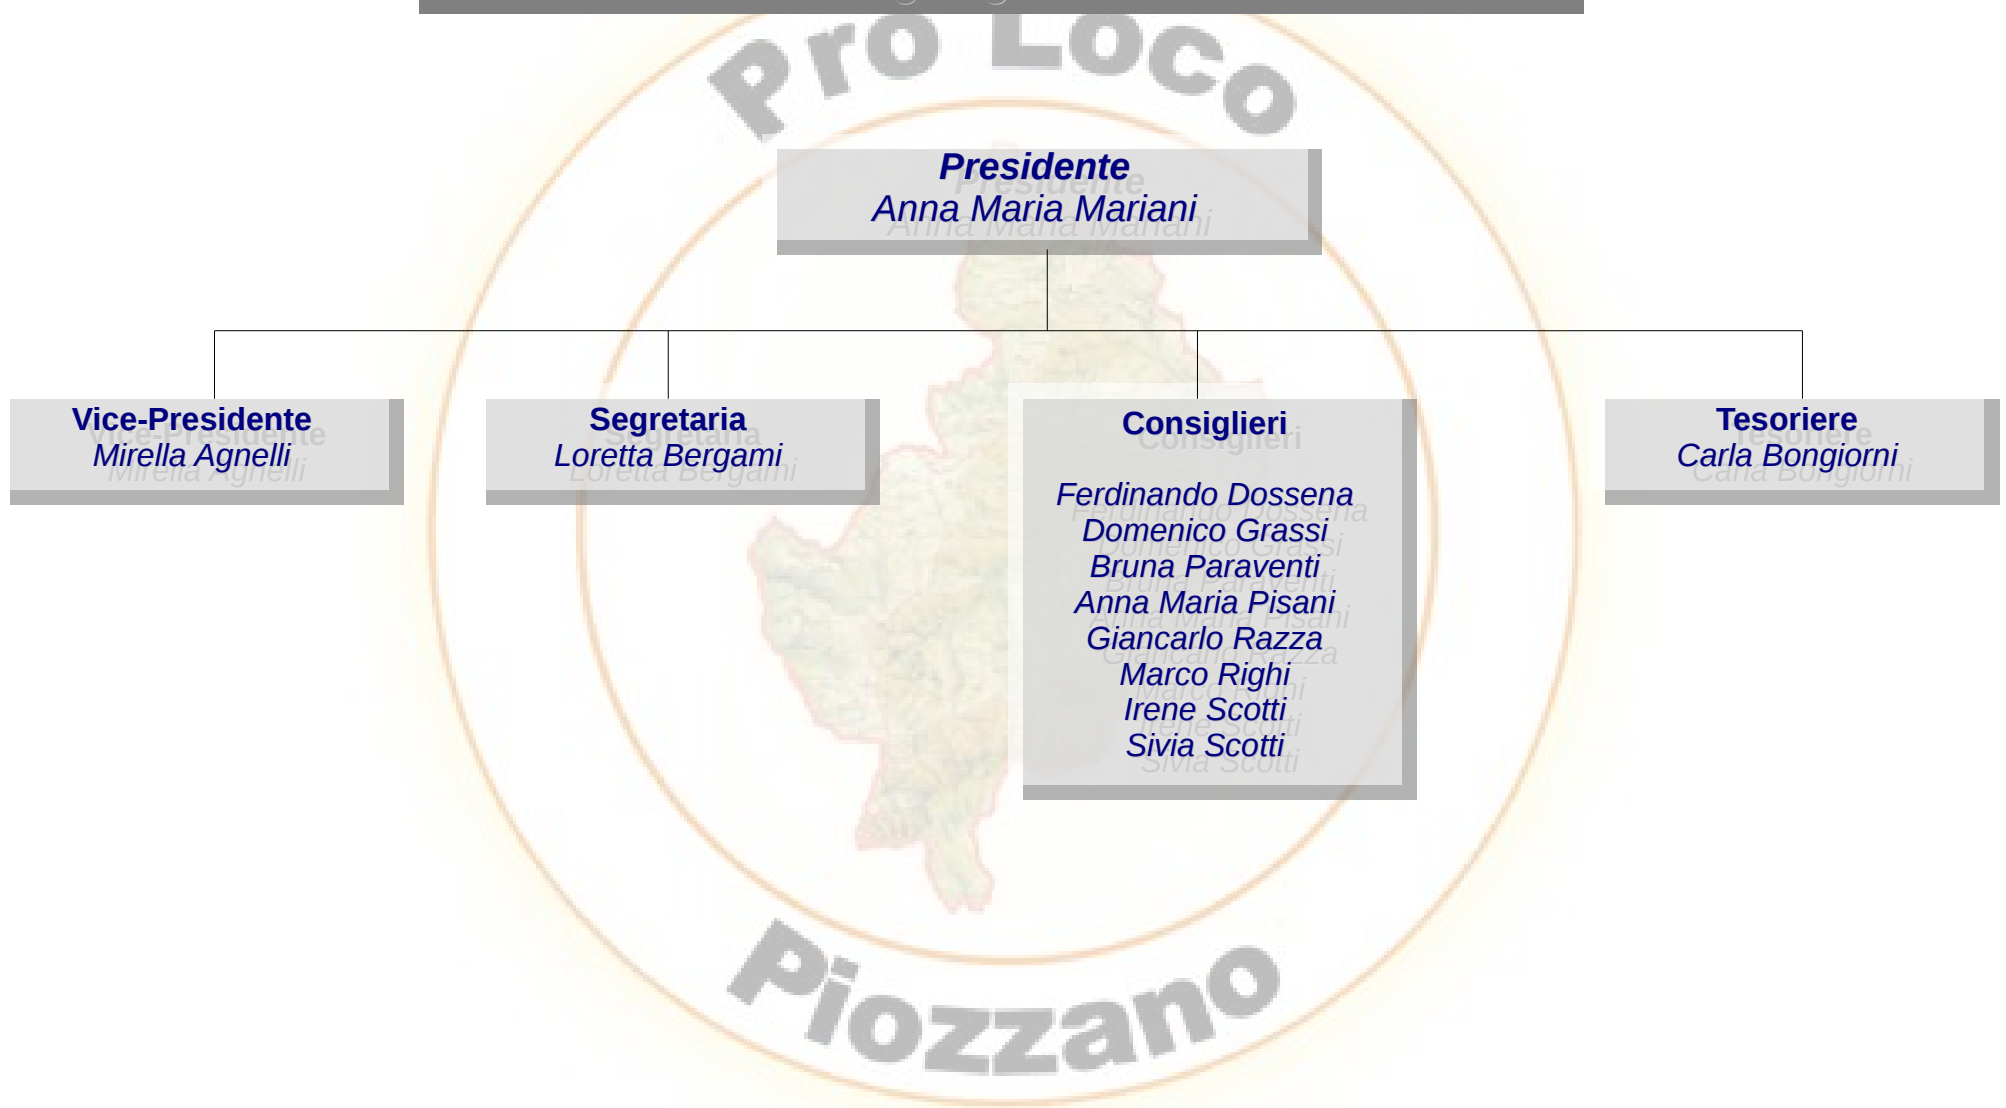 Pro Loco
Presidente
Anna Maria Mariani
Vice-Presidente
Mirella Agnelli
Segretaria
Loretta Bergami
Consiglieri
Ferdinando Dossena
Domenico Grassi
Bruna Paraventi
Anna Maria Pisani
Giancarlo Razza
Marco Righi
Irene Scotti
Sivia Scotti
Tesoriere
Carla Bongiorni
Piozzano